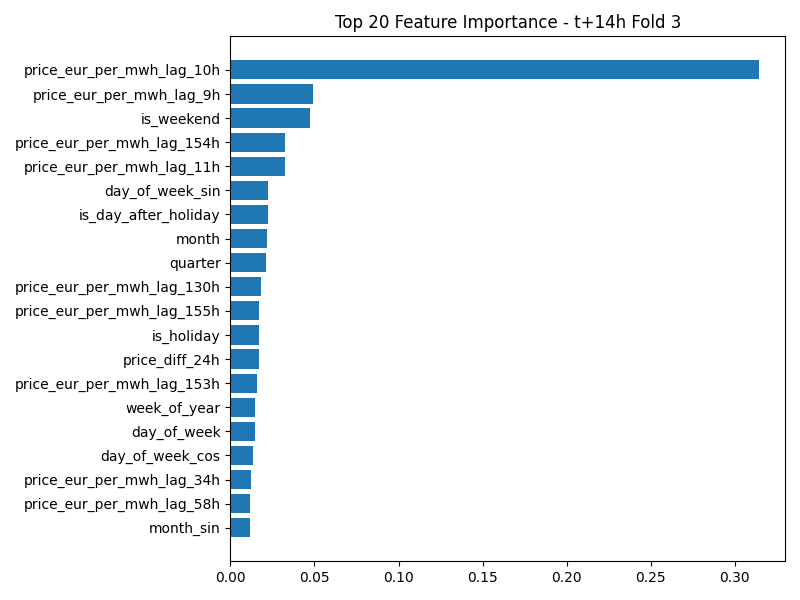 Top 20 Feature Importance - t+14h Fold 3
price_eur_per_mwh_lag_10h
price_eur_per_mwh_lag_9h
is_weekend
price_eur_per_mwh_lag_154h
price_eur_per_mwh_lag_11h
day_of_week_sin
is_day_after_holiday
month
quarter
price_eur_per_mwh_lag_130h
price_eur_per_mwh_lag_155h
is_holiday
price_diff_24h
price_eur_per_mwh_lag_153h
week_of_year
day_of_week
day_of_week_cos
price_eur_per_mwh_lag_34h
price_eur_per_mwh_lag_58h
month_sin
0.00 0.05 0.10 0.15 0.20 0.25 0.30